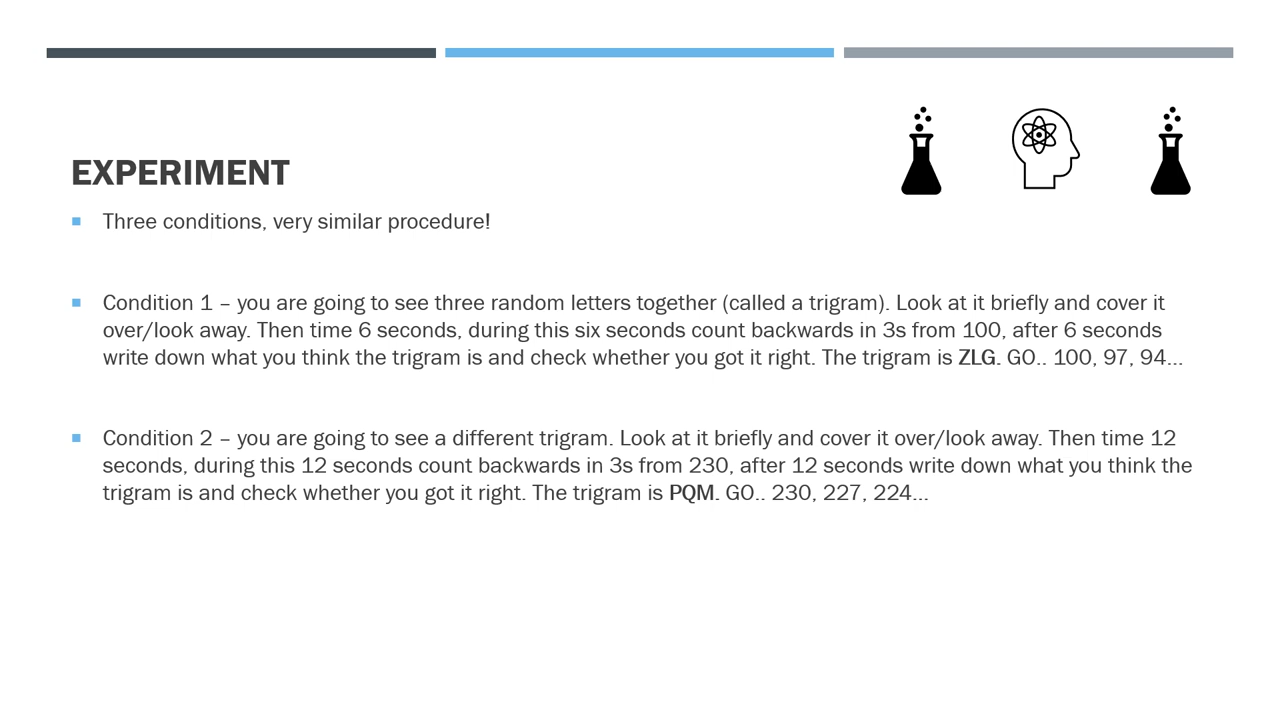 EXPERIMENT
Three conditions, very similar procedure!
Condition 1 – you are going to see three random letters together (called a trigram). Look at it briefly and cover it
over/look away. Then time 6 seconds, during this six seconds count backwards in 3s from 100, after 6 seconds
write down what you think the trigram is and check whether you got it right. The trigram is ZLG. GO.. 100, 97, 94...
Condition 2 – you are going to see a different trigram. Look at it briefly and cover it over/look away. Then time 12
seconds, during this 12 seconds count backwards in 3s from 230, after 12 seconds write down what you think the
trigram is and check whether you got it right. The trigram is PQM. GO.. 230, 227, 224...